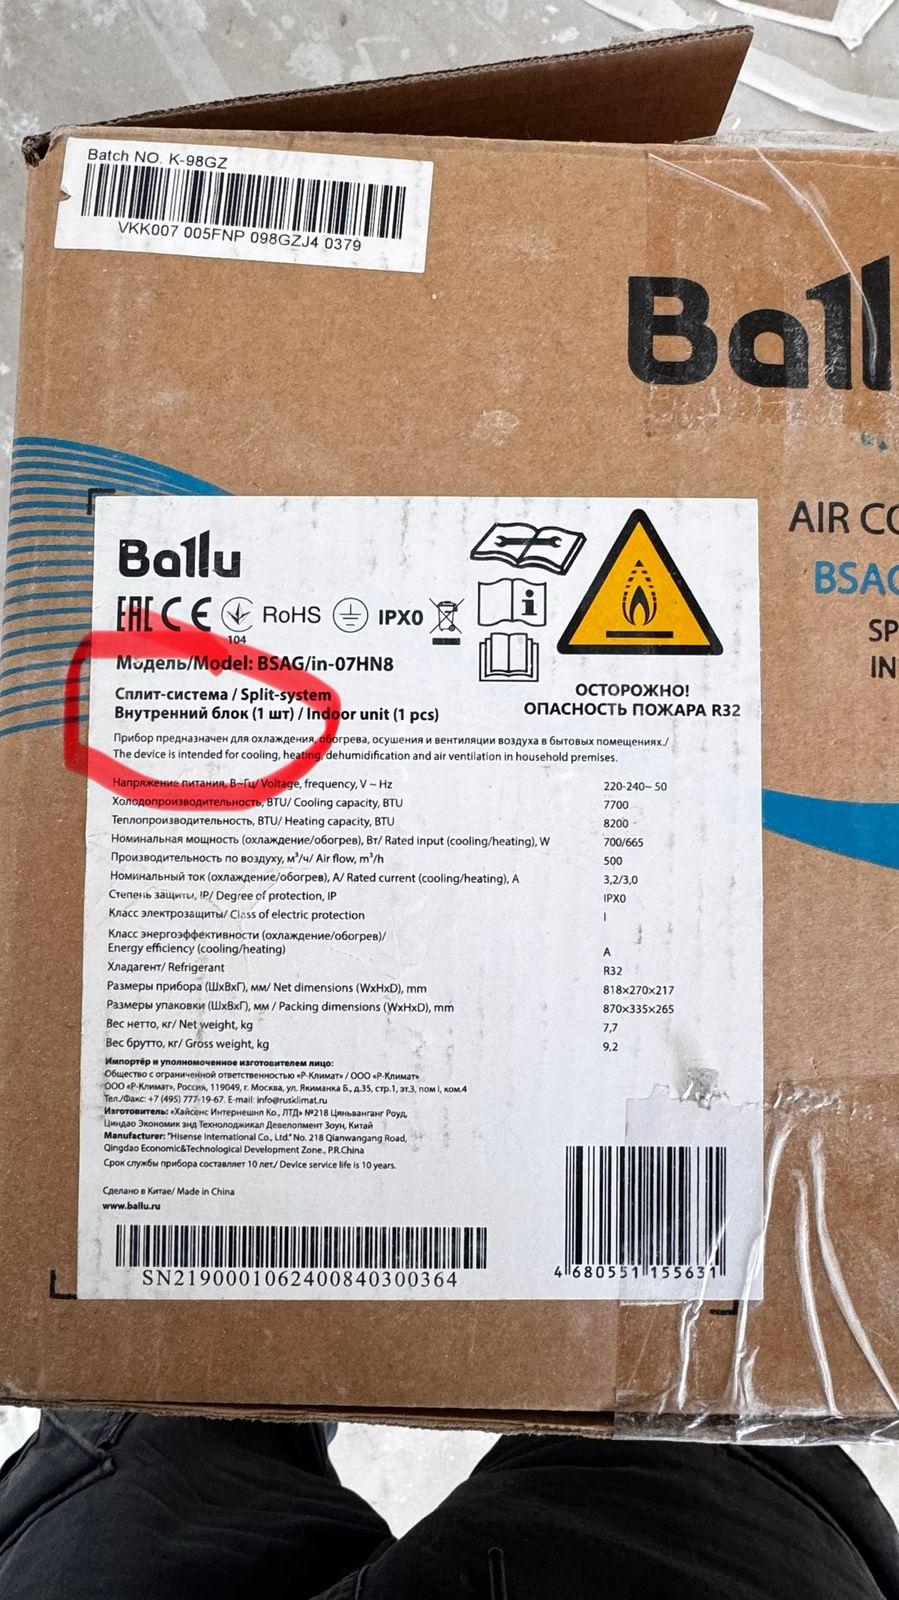 Batch NO. K-98GZ
VKK007 005FNP 098GZJ4 0379
Ballu
AIR
SP
IN
Ballu
EAC CE 104 RoHS IPX0
Модель/Model: BSAG/in-07HN8
Сплит-система / Split-system
Внутренний блок (1 шт) / Indoor unit (1 pcs)
ОСТОРОЖНО!
ОПАСНОСТЬ ПОЖАРА R32
Прибор предназначен для охлаждения, обогрева, осушения и вентиляции воздуха в бытовых помещениях./
The device is intended for cooling, heating, dehumidification and air ventilation in household premises.
Напряжение питания, В~Гц/ Voltage, frequency, V ~ Hz 220-240~ 50
Холодопроизводительность, BTU/ Cooling capacity, BTU 7700
Теплопроизводительность, BTU/ Heating capacity, BTU 8200
Номинальная мощность (охлаждение/обогрев), Вт/ Rated input (cooling/heating), W 700/665
Производительность по воздуху, м³/ч/ Air flow, m³/h 500
Номинальный ток (охлаждение/обогрев), А/ Rated current (cooling/heating), A 3,2/3,0
Степень защиты, IP/ Degree of protection, IP IPX0
Класс электрозащиты/ Class of electric protection I
Класс энергоэффективности (охлаждение/обогрев)/
Energy efficiency (cooling/heating) A
Хладагент/ Refrigerant R32
Размеры прибора (ШхВхГ), мм/ Net dimensions (WxHxD), mm 818×270×217
Размеры упаковки (ШхВхГ), мм / Packing dimensions (WxHxD), mm 870×335×265
Вес нетто, кг/ Net weight, kg 7,7
Вес брутто, кг/ Gross weight, kg 9,2
Импортёр и уполномоченное изготовителем лицо:
Общество с ограниченной ответственностью «Р-Климат» / ООО «Р-Климат»
ООО «Р-Климат», Россия, 119049, г. Москва, ул. Якиманка Б., д.35, стр.1, эт.3, пом I, ком.4
Тел./Факс: +7 (495) 777-19-67. E-mail: info@rusklimat.ru
Изготовитель: «Хайсенс Интернешнл Ко., ЛТД» №218 Цяньванганг Роуд,
Циндао Экономик энд Технолоджикал Девелопмент Зоун, Китай
Manufacturer: "Hisense International Co., Ltd." No. 218 Qianwangang Road,
Qingdao Economic&Technological Development Zone., P.R.China
Срок службы прибора составляет 10 лет./ Device service life is 10 years.
Сделано в Китае/ Made in China
www.ballu.ru
SN2190001062400840300364
4 680551 155631